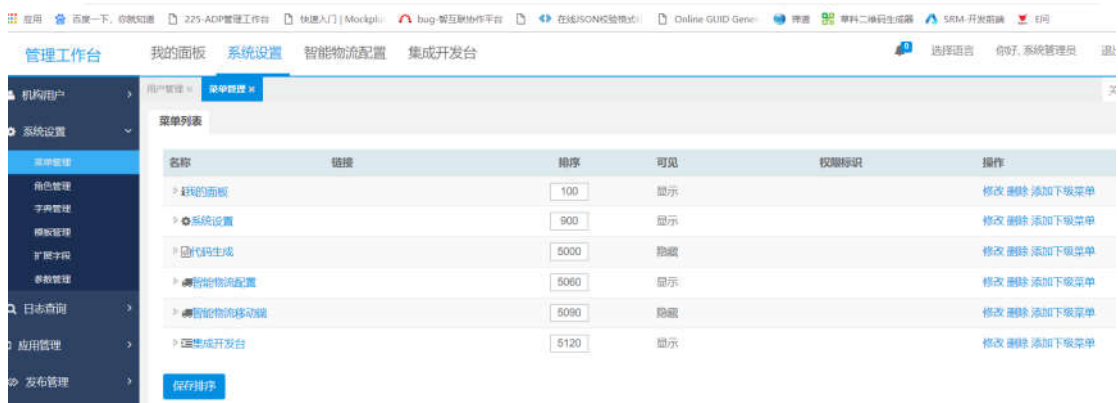 应用 百度一下，你就知道 225-ADP管理工作台 快速入门 | Mockplu bug-智互联协作平台 在线JSON校验格式 Online GUID Gener 禅道 草料二维码生成器 SRM-开发前端
管理工作台 我的面板 系统设置 智能物流配置 集成开发台 选择语言 你好, 系统管理员
机构用户 用户管理 × 菜单管理 ×
系统设置 菜单列表
菜单管理 名称 链接 排序 可见 权限标识 操作
角色管理 我的面板 100 显示 修改 删除 添加下级菜单
字典管理
模板管理 系统设置 900 显示 修改 删除 添加下级菜单
扩展字段 代码生成 5000 隐藏 修改 删除 添加下级菜单
参数管理 智能物流配置 5060 显示 修改 删除 添加下级菜单
日志查询 智能物流移动端 5090 隐藏 修改 删除 添加下级菜单
应用管理 集成开发台 5120 显示 修改 删除 添加下级菜单
发布管理 保存排序